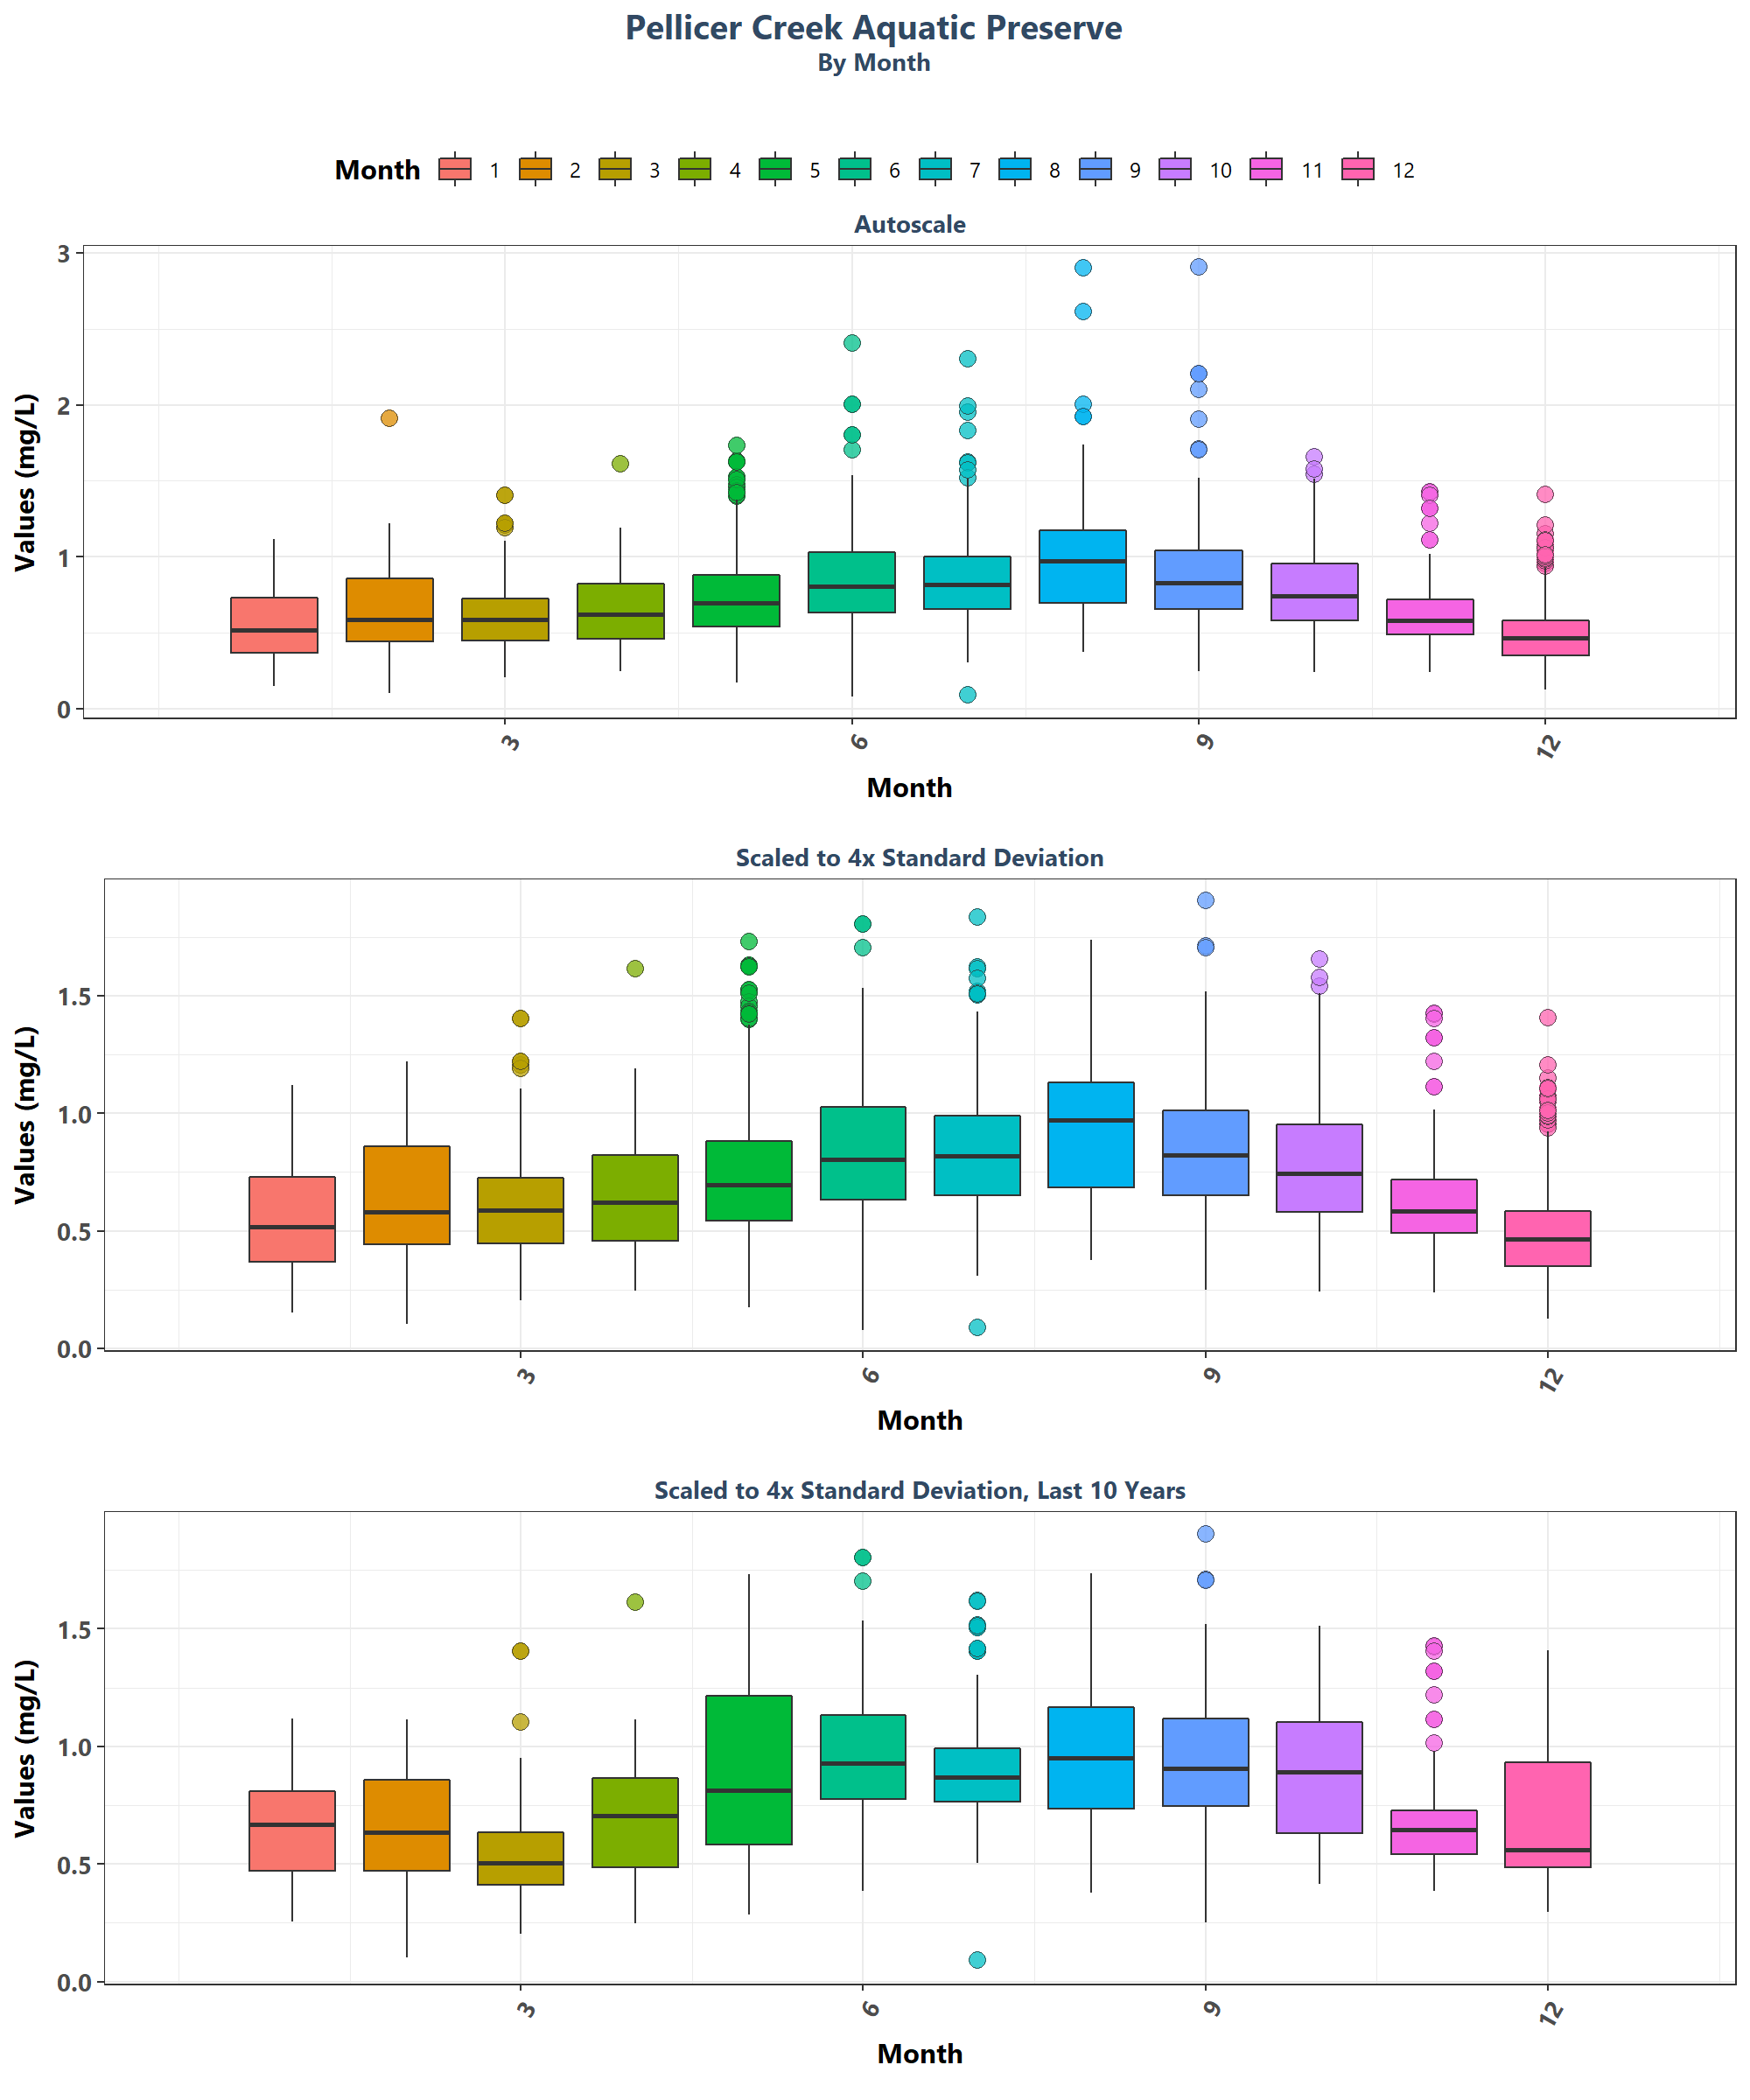 Pellicer Creek Aquatic Preserve
By Month
Month 1 2 3 4 5 6 7 8 9 10 11 12
Autoscale
Values (mg/L)
3
2
1
0
3 6 9 12
Month
Scaled to 4x Standard Deviation
Values (mg/L)
1.5
1.0
0.5
0.0
3 6 9 12
Month
Scaled to 4x Standard Deviation, Last 10 Years
Values (mg/L)
1.5
1.0
0.5
0.0
3 6 9 12
Month